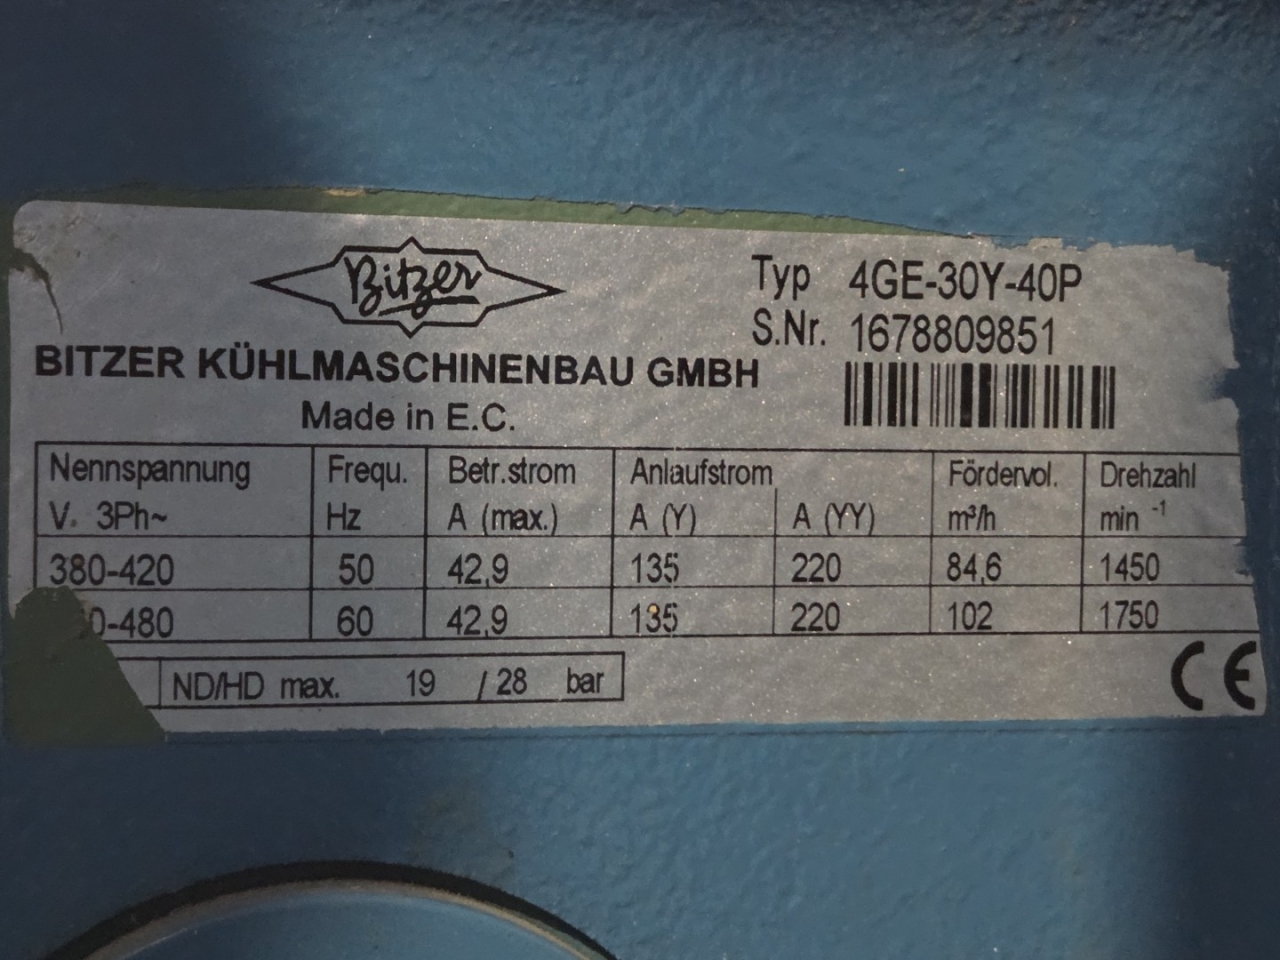 Bitzer
Typ 4GE-30Y-40P
S.Nr. 1678809851
BITZER KÜHLMASCHINENBAU GMBH
Made in E.C.
Nennspannung Frequ. Betr.strom Anlaufstrom Fördervol. Drehzahl
V. 3Ph~ Hz A (max.) A (Y) A (YY) m³/h min⁻¹
380-420 50 42,9 135 220 84,6 1450
0-480 60 42,9 135 220 102 1750
ND/HD max. 19 / 28 bar
CE